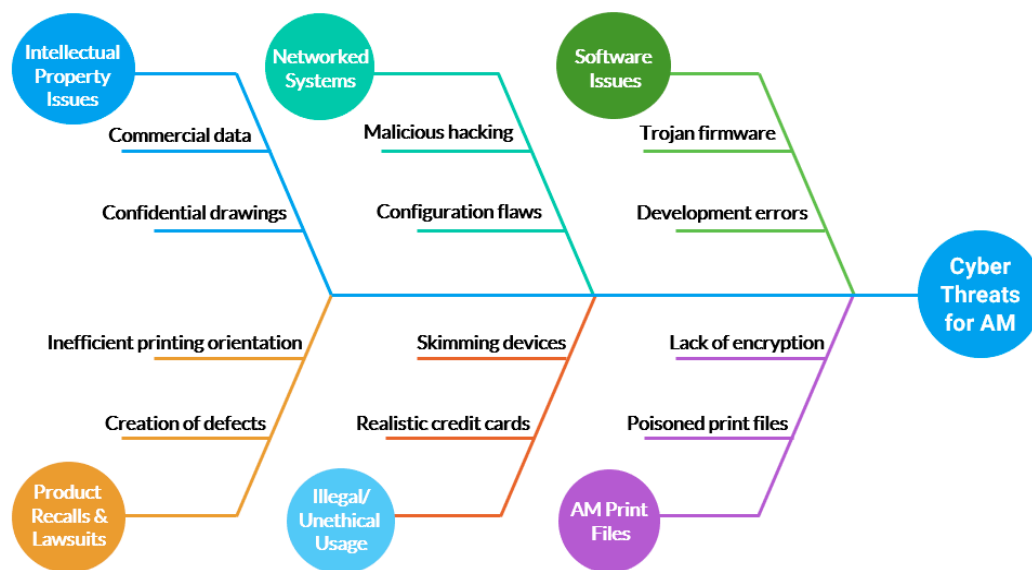 Intellectual
Property
Issues
Networked
Systems
Software
Issues
Commercial data
Malicious hacking
Trojan firmware
Confidential drawings
Configuration flaws
Development errors
Cyber
Threats
for AM
Inefficient printing orientation
Skimming devices
Lack of encryption
Creation of defects
Realistic credit cards
Poisoned print files
Product
Recalls &
Lawsuits
Illegal/
Unethical
Usage
AM Print
Files